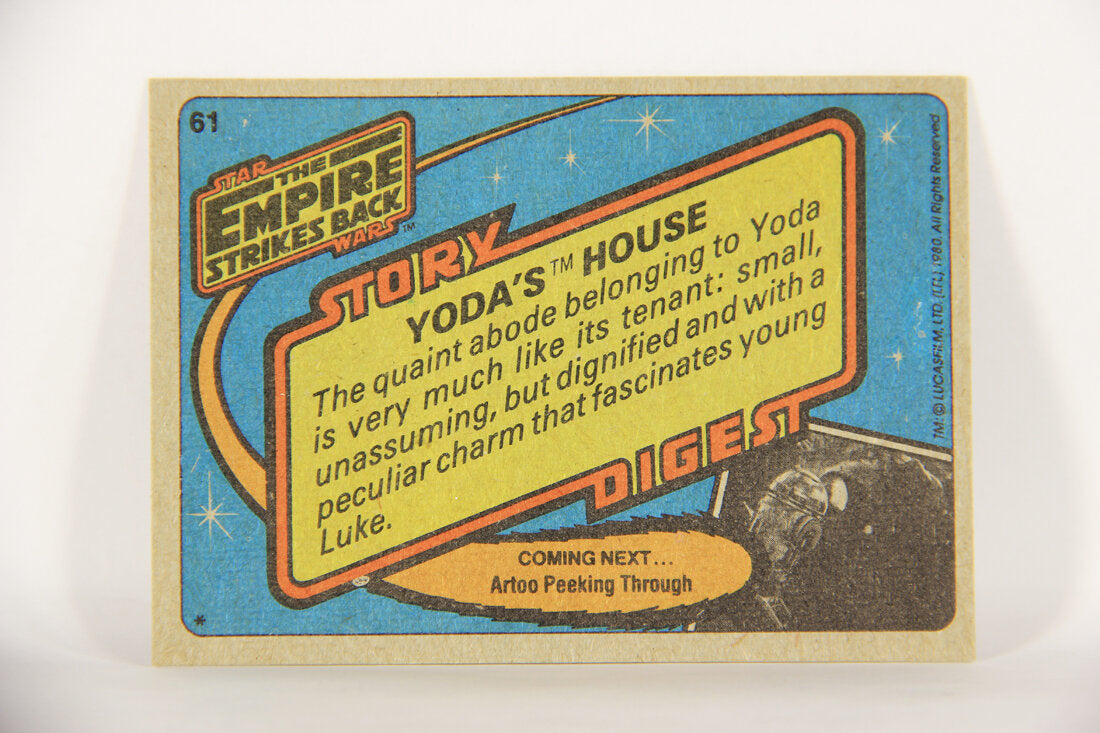 61
STAR
THE
EMPIRE
STRIKES BACK
WARS™
STORY
YODA'S™ HOUSE
The quaint abode belonging to Yoda
is very much like its tenant: small,
unassuming, but dignified and with a
peculiar charm that fascinates young
Luke.
DIGEST
COMING NEXT...
Artoo Peeking Through
*
TM: © LUCASFILM, LTD. (LFL) 1980. All Rights Reserved.